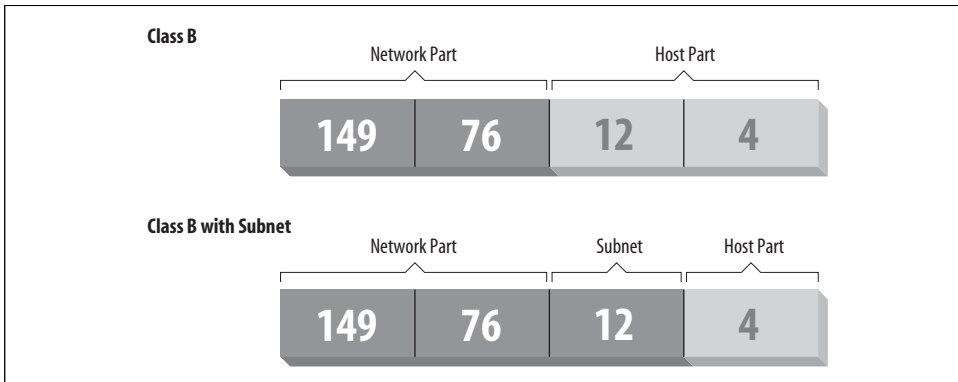 Class B
Network Part Host Part
149 76 12 4
Class B with Subnet
Network Part Subnet Host Part
149 76 12 4